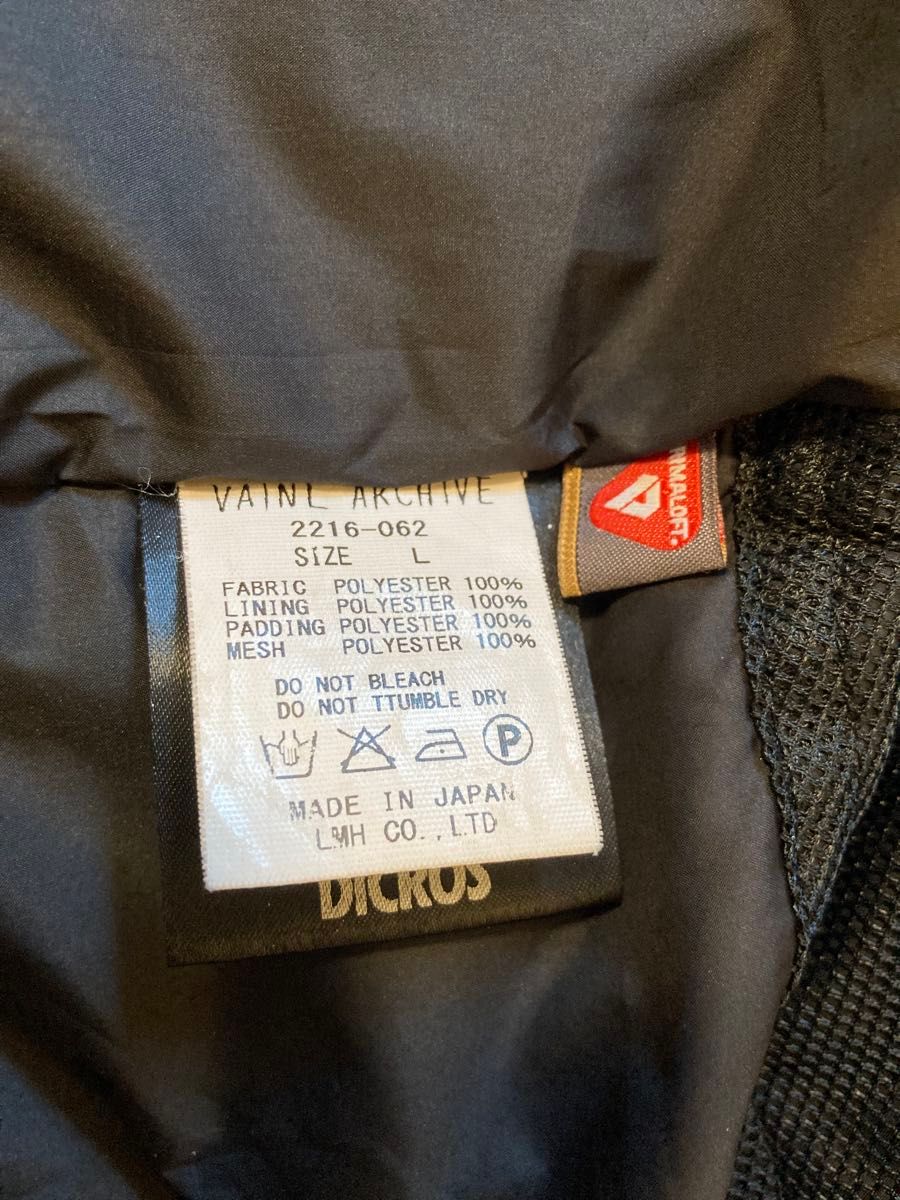 VAINL ARCHIVE
2216-062
SIZE L
FABRIC POLYESTER 100%
LINING POLYESTER 100%
PADDING POLYESTER 100%
MESH POLYESTER 100%
DO NOT BLEACH
DO NOT TTUMBLE DRY
P
MADE IN JAPAN
LMH CO.,LTD
DICROS
PRIMALOFT.